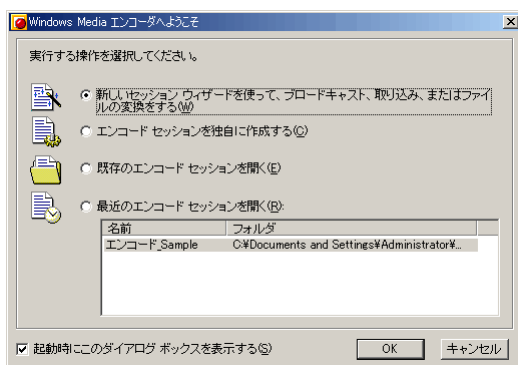 Windows Media エンコーダへようこそ
実行する操作を選択してください。
新しいセッション ウィザードを使って、ブロードキャスト、取り込み、またはファイ
ルの変換をする(W)
エンコード セッションを独自に作成する(C)
既存のエンコード セッションを開く(E)
最近のエンコード セッションを開く(R):
名前 フォルダ
エンコード_Sample C:¥Documents and Settings¥Administrator¥...
起動時にこのダイアログ ボックスを表示する(S)
OK キャンセル